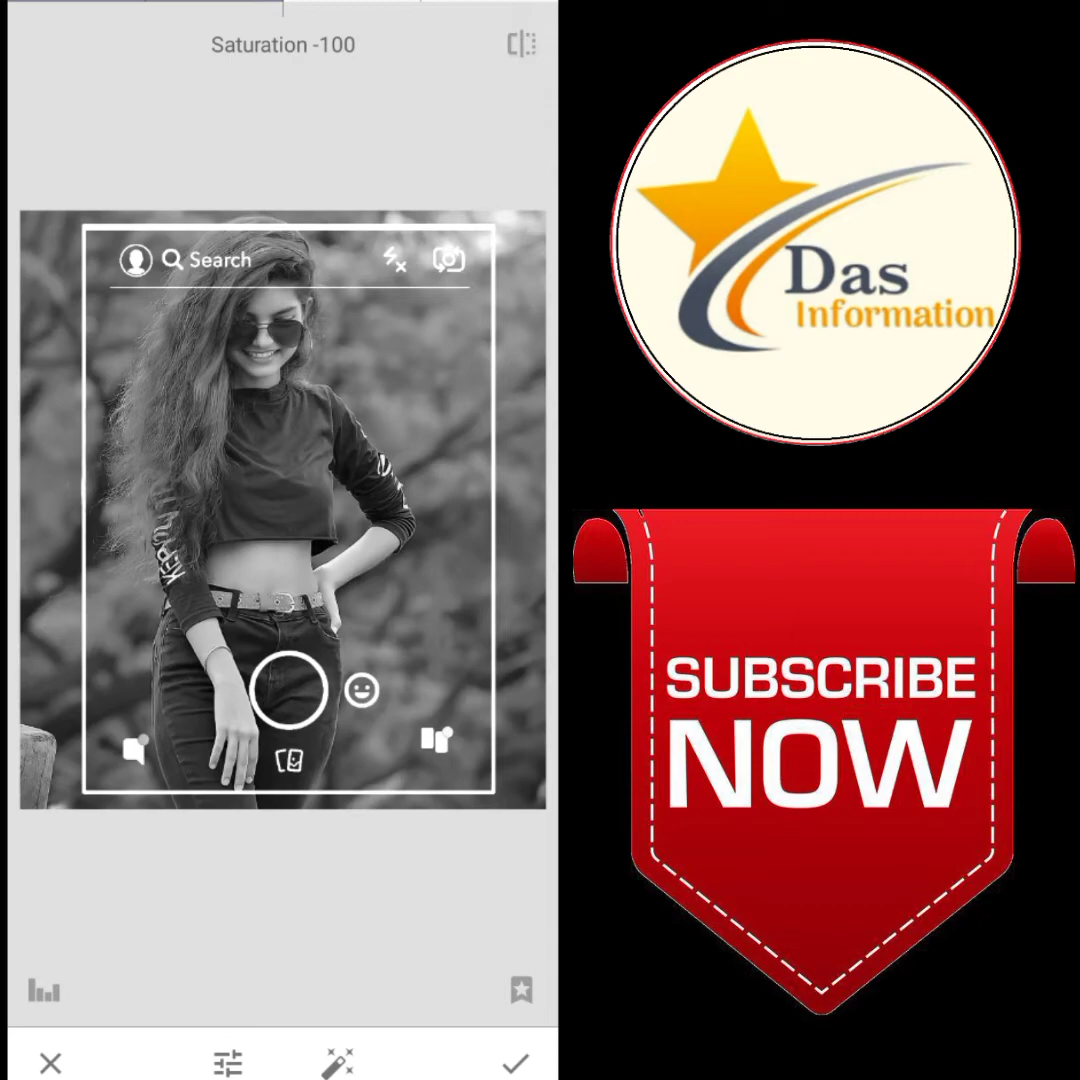 Saturation -100
Search
Das
Information
SUBSCRIBE
NOW